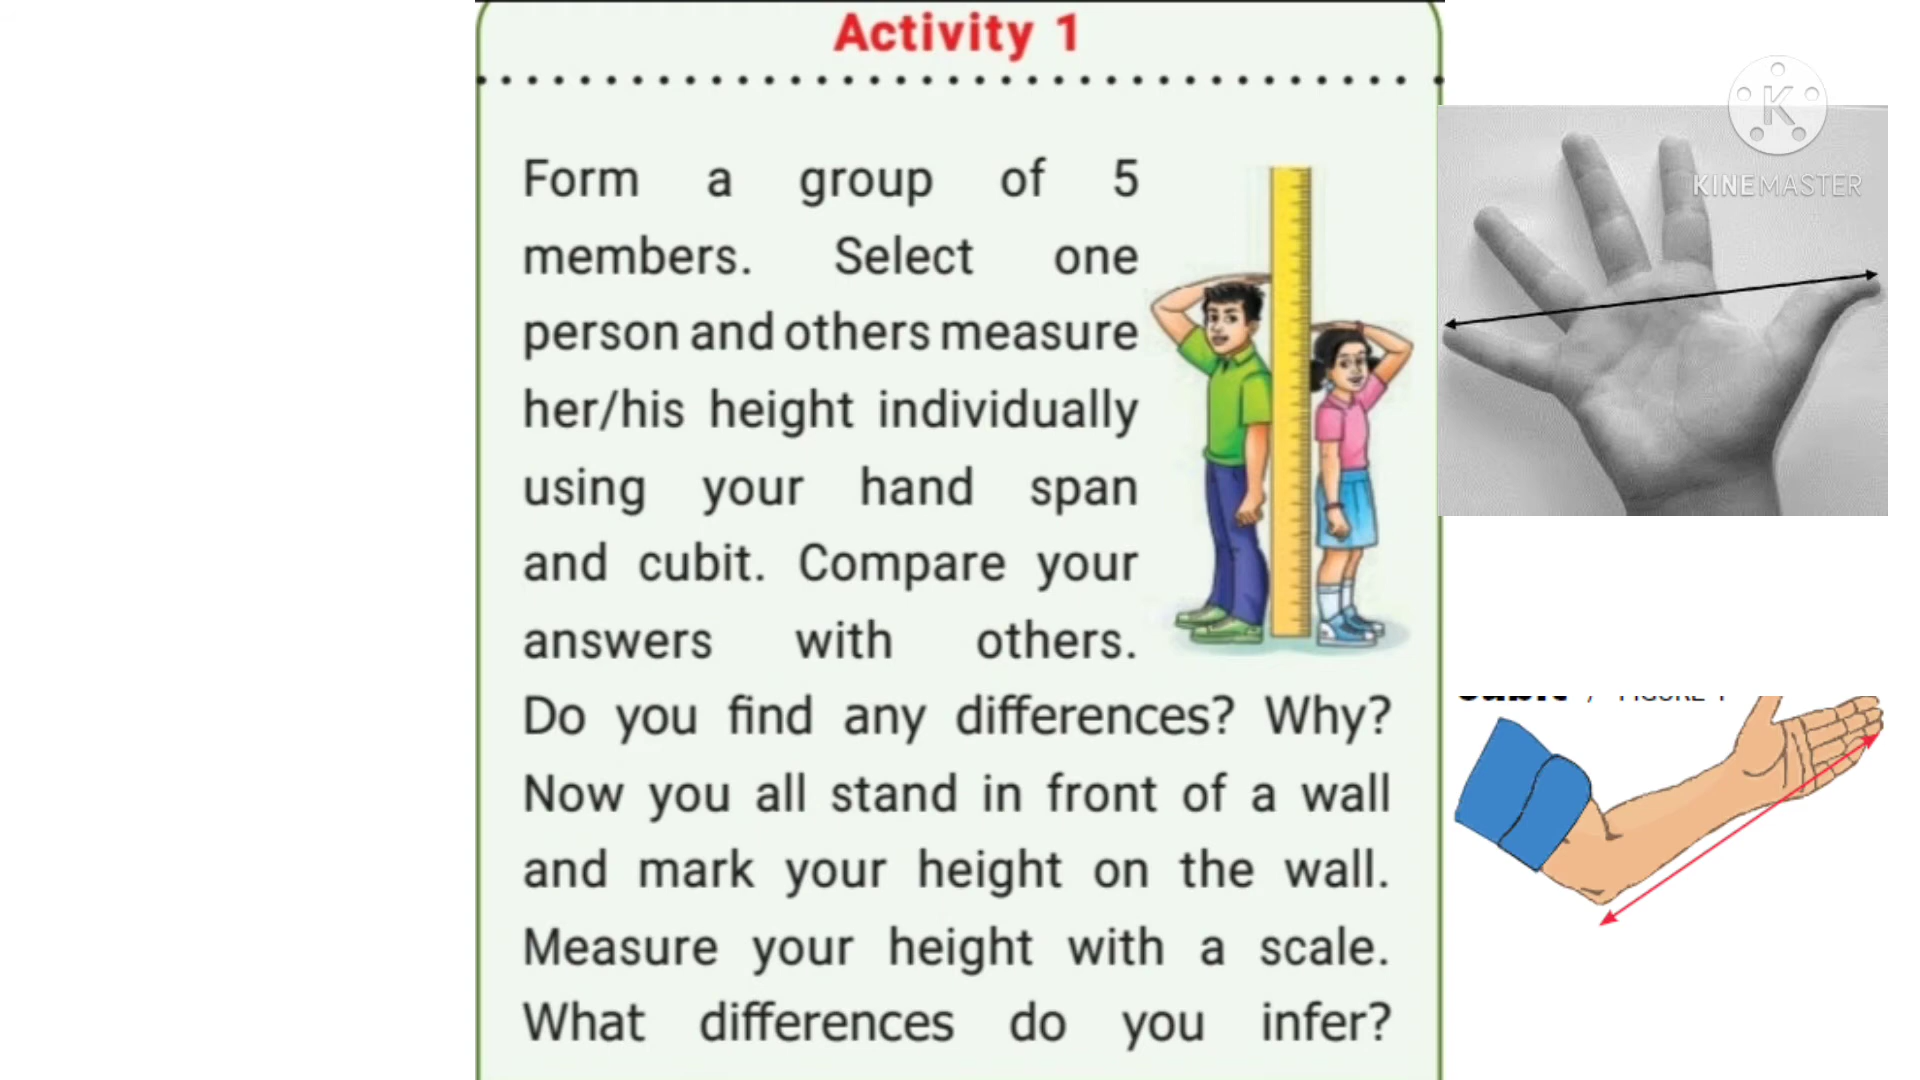 Activity 1
Form a group of 5
members. Select one
person and others measure
her/his height individually
using your hand span
and cubit. Compare your
answers with others.
Do you find any differences? Why?
Now you all stand in front of a wall
and mark your height on the wall.
Measure your height with a scale.
What differences do you infer?
K
KINEMASTER